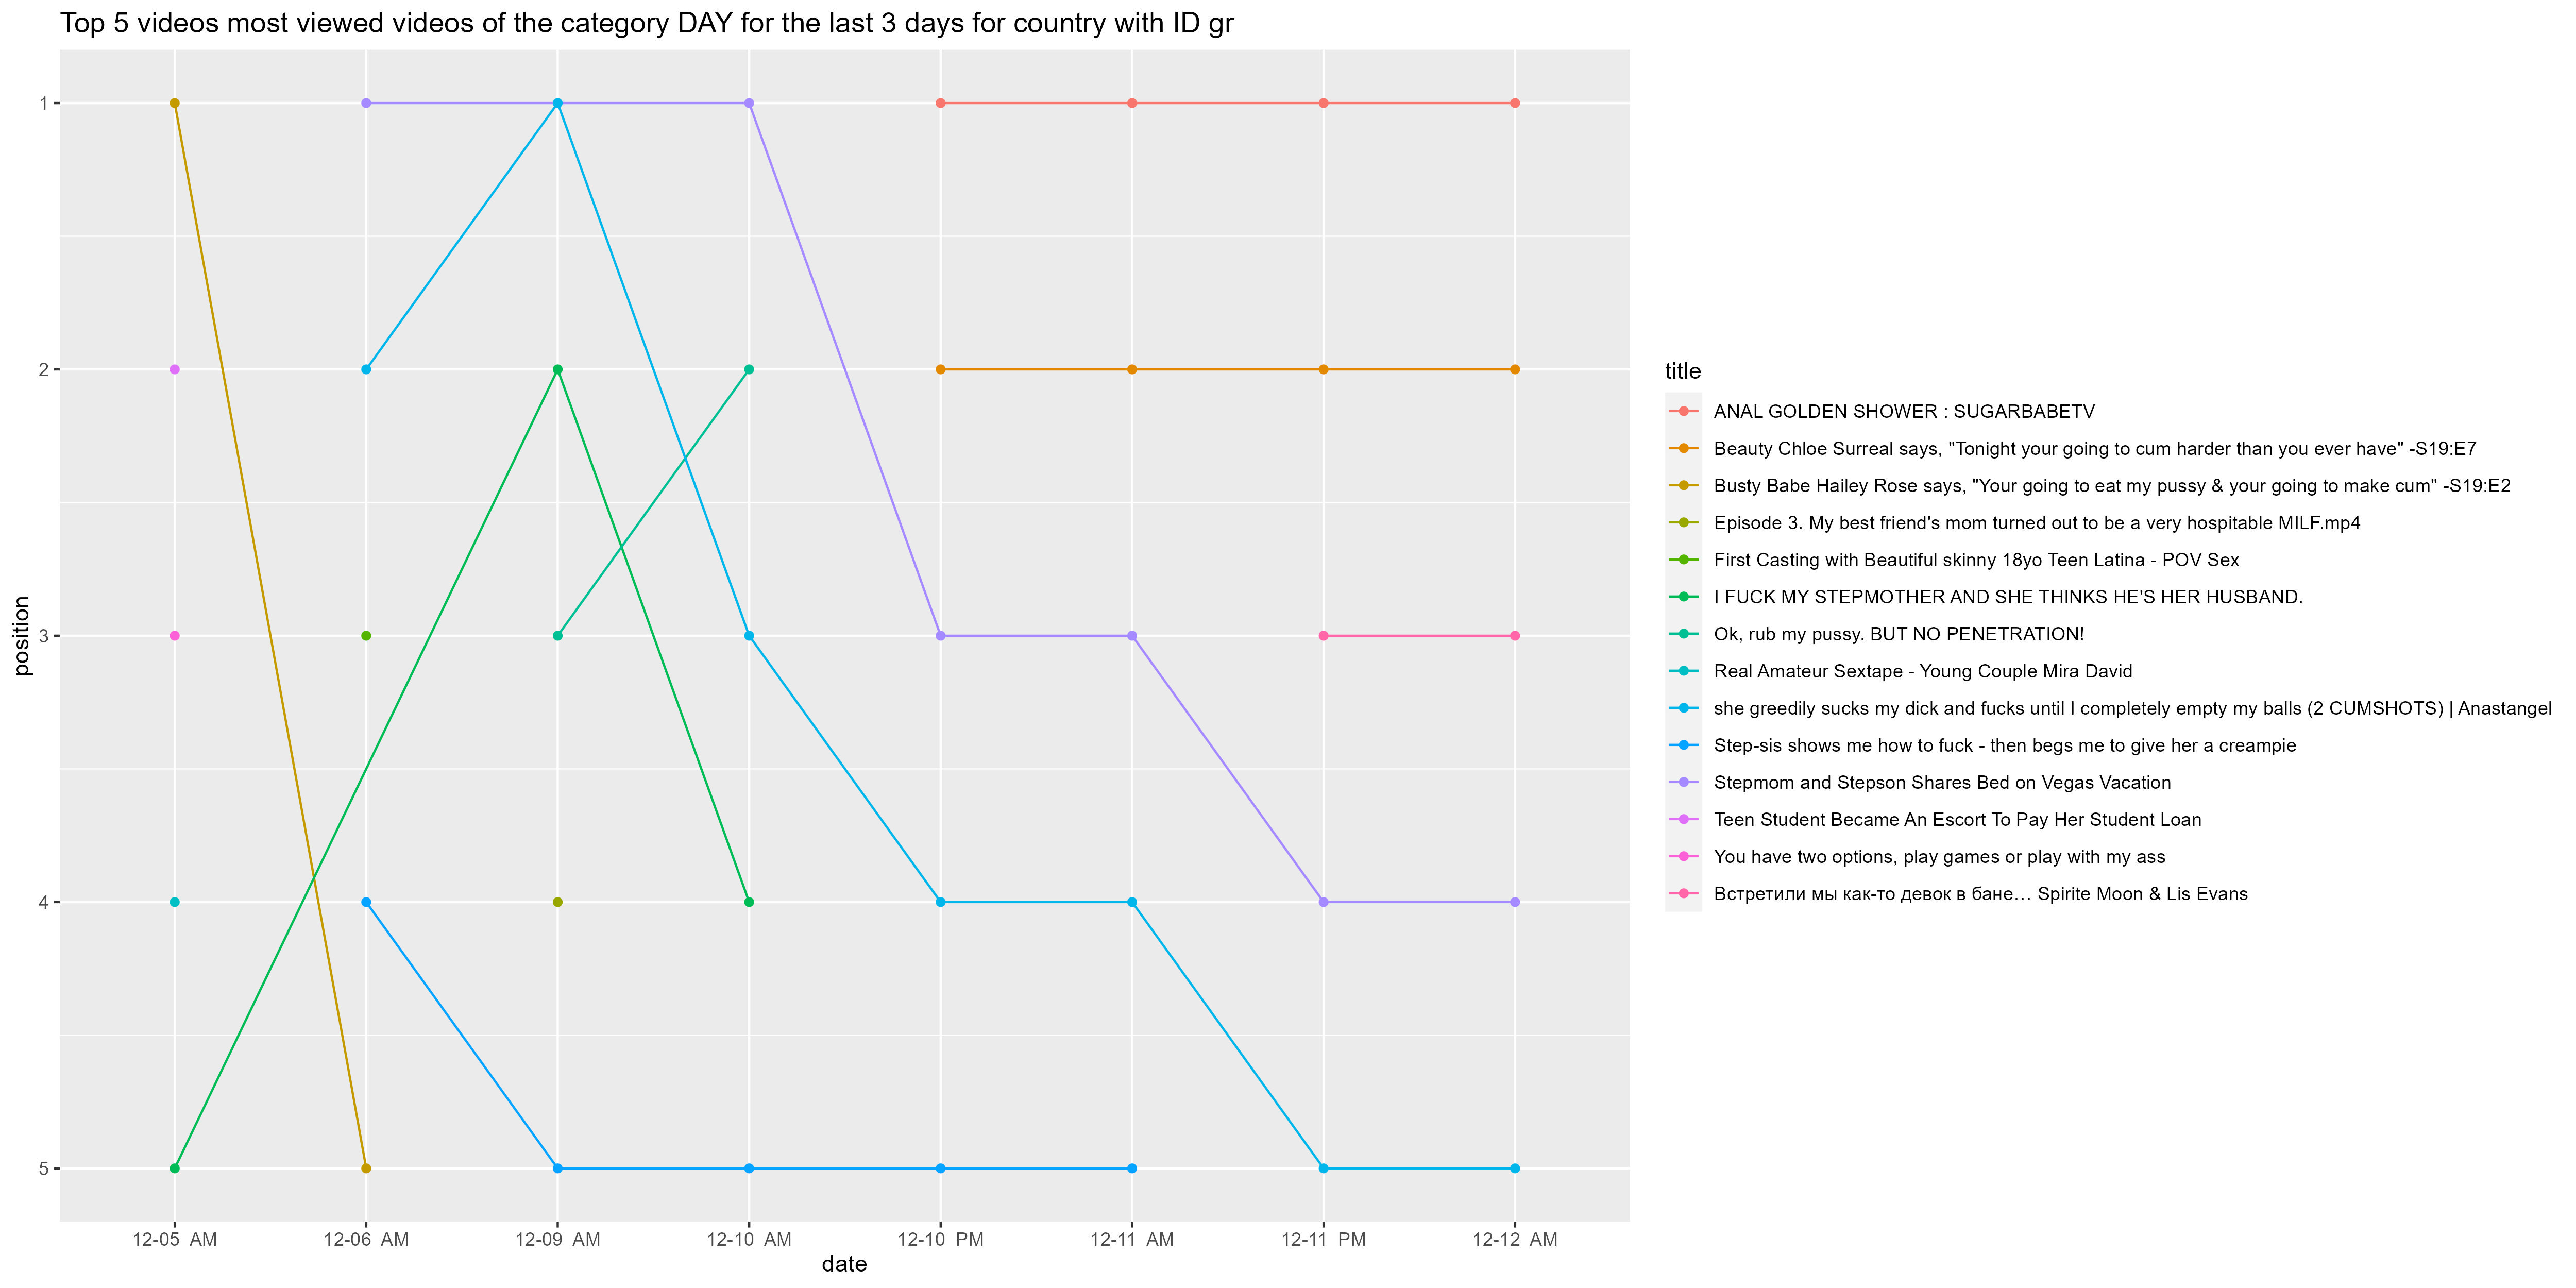 Top 5 videos most viewed videos of the category DAY for the last 3 days for country with ID gr
position
1
2
3
4
5
12-05 AM
12-06 AM
12-09 AM
12-10 AM
12-10 PM
12-11 AM
12-11 PM
12-12 AM
date
title
ANAL GOLDEN SHOWER : SUGARBABETV
Beauty Chloe Surreal says, "Tonight your going to cum harder than you ever have" -S19:E7
Busty Babe Hailey Rose says, "Your going to eat my pussy & your going to make cum" -S19:E2
Episode 3. My best friend's mom turned out to be a very hospitable MILF.mp4
First Casting with Beautiful skinny 18yo Teen Latina - POV Sex
I FUCK MY STEPMOTHER AND SHE THINKS HE'S HER HUSBAND.
Ok, rub my pussy. BUT NO PENETRATION!
Real Amateur Sextape - Young Couple Mira David
she greedily sucks my dick and fucks until I completely empty my balls (2 CUMSHOTS) | Anastangel
Step-sis shows me how to fuck - then begs me to give her a creampie
Stepmom and Stepson Shares Bed on Vegas Vacation
Teen Student Became An Escort To Pay Her Student Loan
You have two options, play games or play with my ass
Встретили мы как-то девок в бане… Spirite Moon & Lis Evans